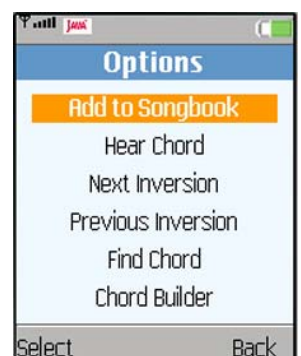 JAVA
Options
Add to Songbook
Hear Chord
Next Inversion
Previous Inversion
Find Chord
Chord Builder
Select Back